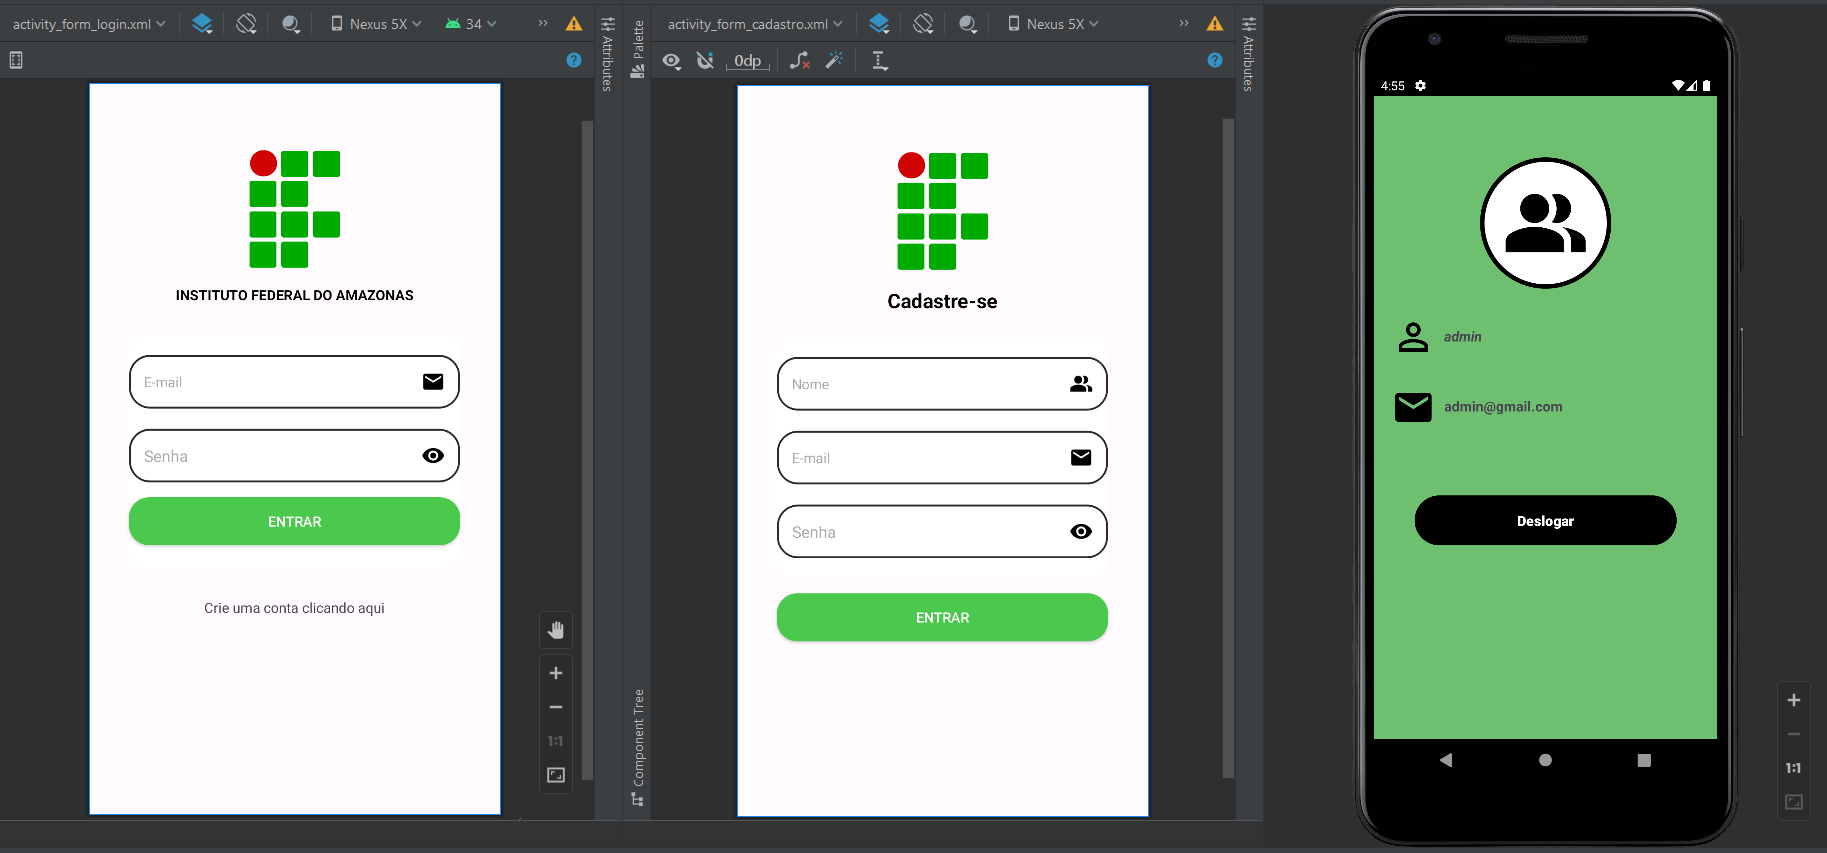 activity_form_login.xml
Nexus 5X
34
Attributes
INSTITUTO FEDERAL DO AMAZONAS
E-mail
Senha
ENTRAR
Crie uma conta clicando aqui
1:1
Palette
Component Tree
activity_form_cadastro.xml
Nexus 5X
0dp
Attributes
Cadastre-se
Nome
E-mail
Senha
ENTRAR
4:55
admin
admin@gmail.com
Deslogar
1:1